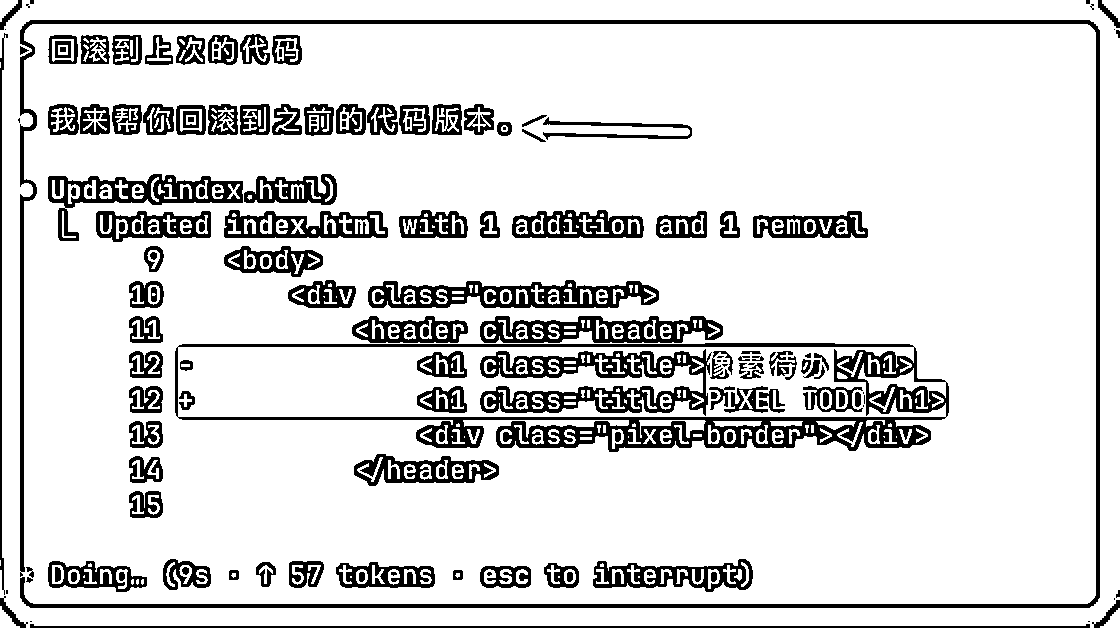 > 回滚到上次的代码
● 我来帮你回滚到之前的代码版本。
● Update(index.html)
⎿ Updated index.html with 1 addition and 1 removal
9 <body>
10 <div class="container">
11 <header class="header">
12 - <h1 class="title">像素待办</h1>
12 + <h1 class="title">PIXEL TODO</h1>
13 <div class="pixel-border"></div>
14 </header>
15
* Doing… (9s · ↑ 57 tokens · esc to interrupt)